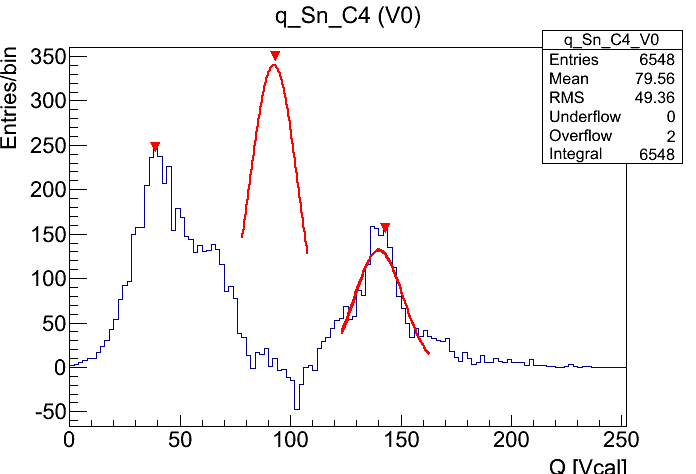 q_Sn_C4 (V0)
q_Sn_C4_V0
Entries 6548
Mean 79.56
RMS 49.36
Underflow 0
Overflow 2
Integral 6548
Entries/bin
350
300
250
200
150
100
50
0
-50
0 50 100 150 200 250
Q [Vcal]